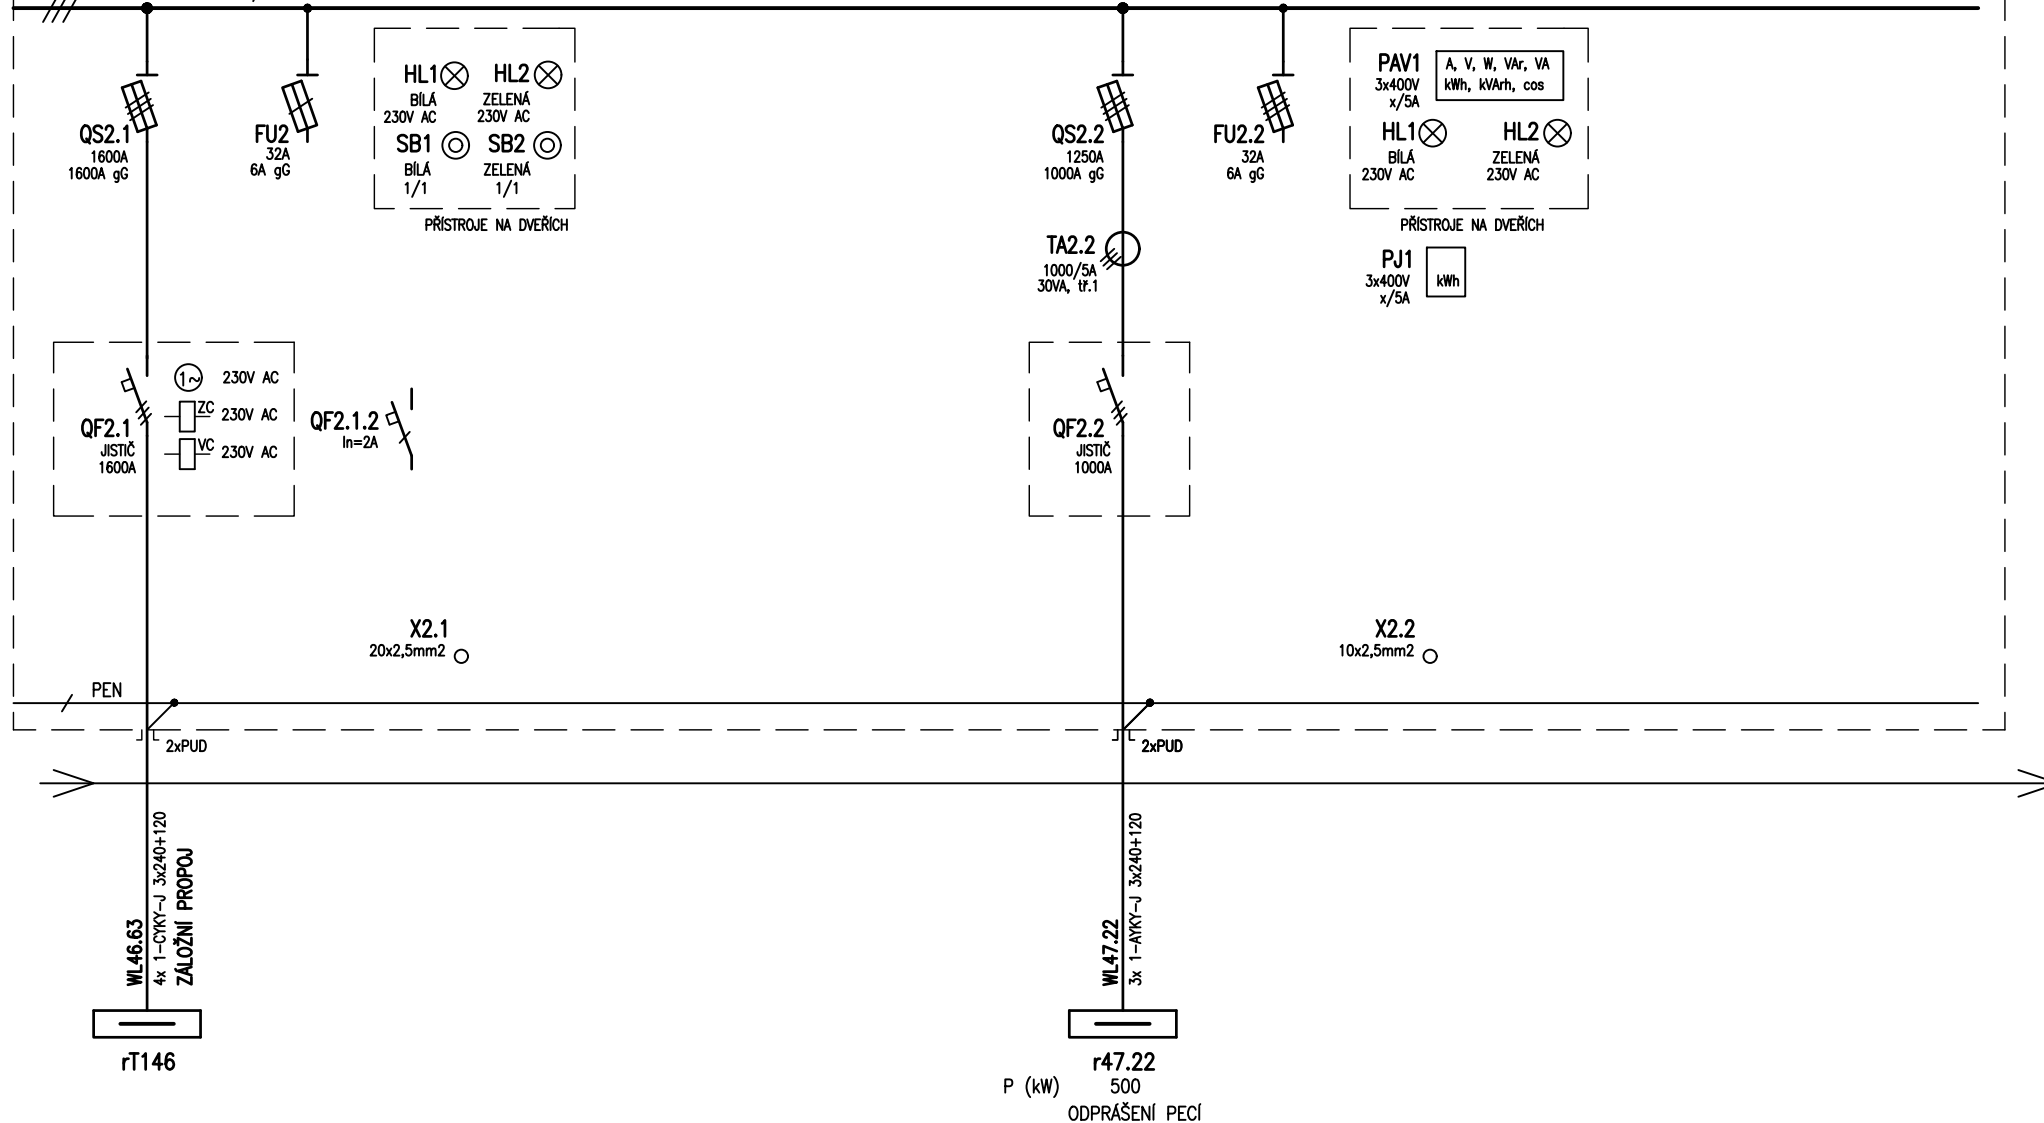 QS2.1
1600A
1600A gG
FU2
32A
6A gG
HL1
BÍLÁ
230V AC
HL2
ZELENÁ
230V AC
SB1
BÍLÁ
1/1
SB2
ZELENÁ
1/1
PŘÍSTROJE NA DVEŘÍCH
QS2.2
1250A
1000A gG
FU2.2
32A
6A gG
PAV1
3x400V
x/5A
A, V, W, VAr, VA
kWh, kVArh, cos
HL1
BÍLÁ
230V AC
HL2
ZELENÁ
230V AC
PŘÍSTROJE NA DVEŘÍCH
TA2.2
1000/5A
30VA, tř.1
PJ1
3x400V
x/5A
kWh
QF2.1
JISTIČ
1600A
1~ 230V AC
ZC 230V AC
VC 230V AC
QF2.1.2
In=2A
QF2.2
JISTIČ
1000A
X2.1
20x2,5mm2
X2.2
10x2,5mm2
PEN
2xPUD
2xPUD
WL46.63
4x 1-CYKY-J 3x240+120
ZÁLOŽNÍ PROPOJ
WL47.22
3x 1-AYKY-J 3x240+120
rT146
r47.22
P (kW) 500
ODPRÁŠENÍ PECÍ